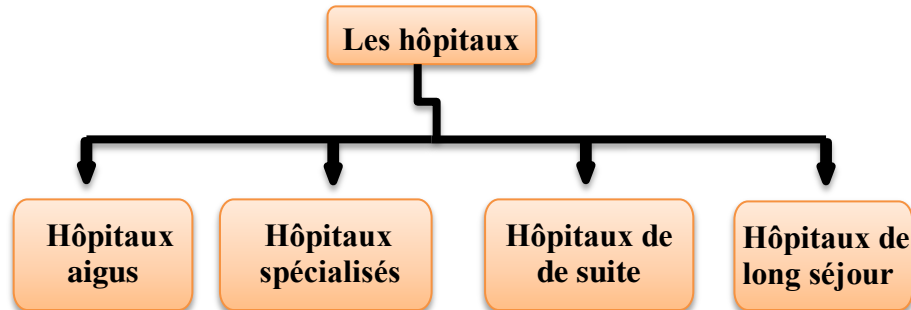 Les hôpitaux
Hôpitaux
aigus
Hôpitaux
spécialisés
Hôpitaux de
de suite
Hôpitaux de
long séjour